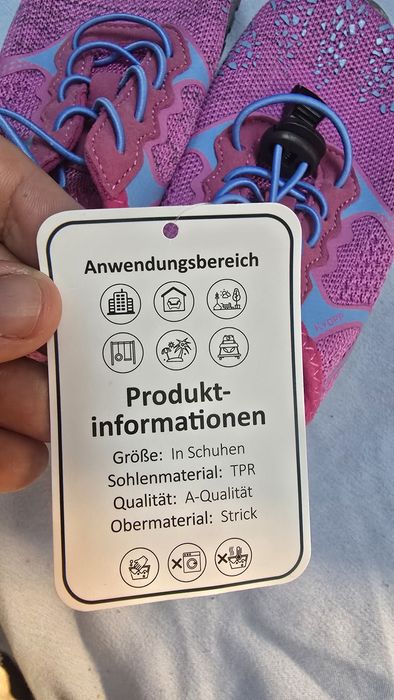 Anwendungsbereich
Produkt-
informationen
Größe: In Schuhen
Sohlenmaterial: TPR
Qualität: A-Qualität
Obermaterial: Strick